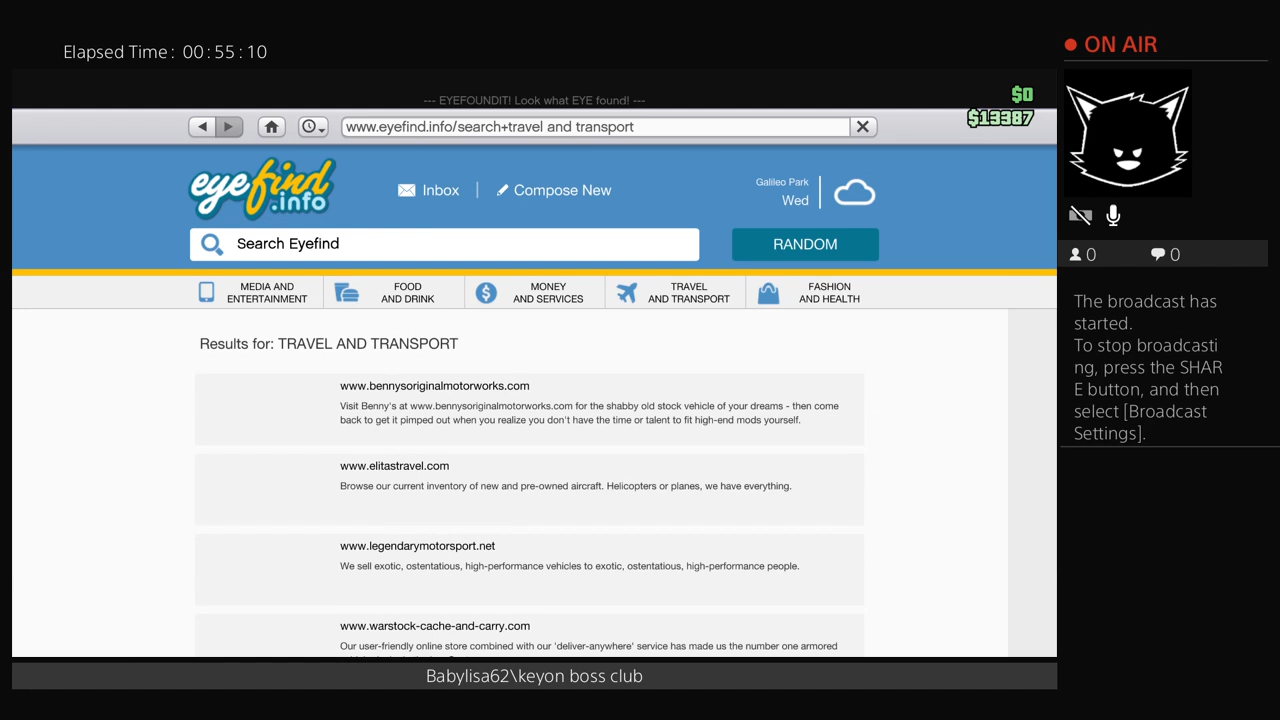 Elapsed Time: 00:55:10
ON AIR
--- EYEFOUNDIT! Look what EYE found! ---
$0
$13387
www.eyefind.info/search+travel and transport
eyefind
.info
Inbox
Compose New
Galileo Park
Wed
Search Eyefind
RANDOM
MEDIA AND
ENTERTAINMENT
FOOD
AND DRINK
MONEY
AND SERVICES
TRAVEL
AND TRANSPORT
FASHION
AND HEALTH
Results for: TRAVEL AND TRANSPORT
www.bennysoriginalmotorworks.com
Visit Benny's at www.bennysoriginalmotorworks.com for the shabby old stock vehicle of your dreams - then come
back to get it pimped out when you realize you don't have the time or talent to fit high-end mods yourself.
www.elitastravel.com
Browse our current inventory of new and pre-owned aircraft. Helicopters or planes, we have everything.
www.legendarymotorsport.net
We sell exotic, ostentatious, high-performance vehicles to exotic, ostentatious, high-performance people.
www.warstock-cache-and-carry.com
Our user-friendly online store combined with our 'deliver-anywhere' service has made us the number one armored
0
0
The broadcast has
started.
To stop broadcasti
ng, press the SHAR
E button, and then
select [Broadcast
Settings].
Babylisa62\keyon boss club